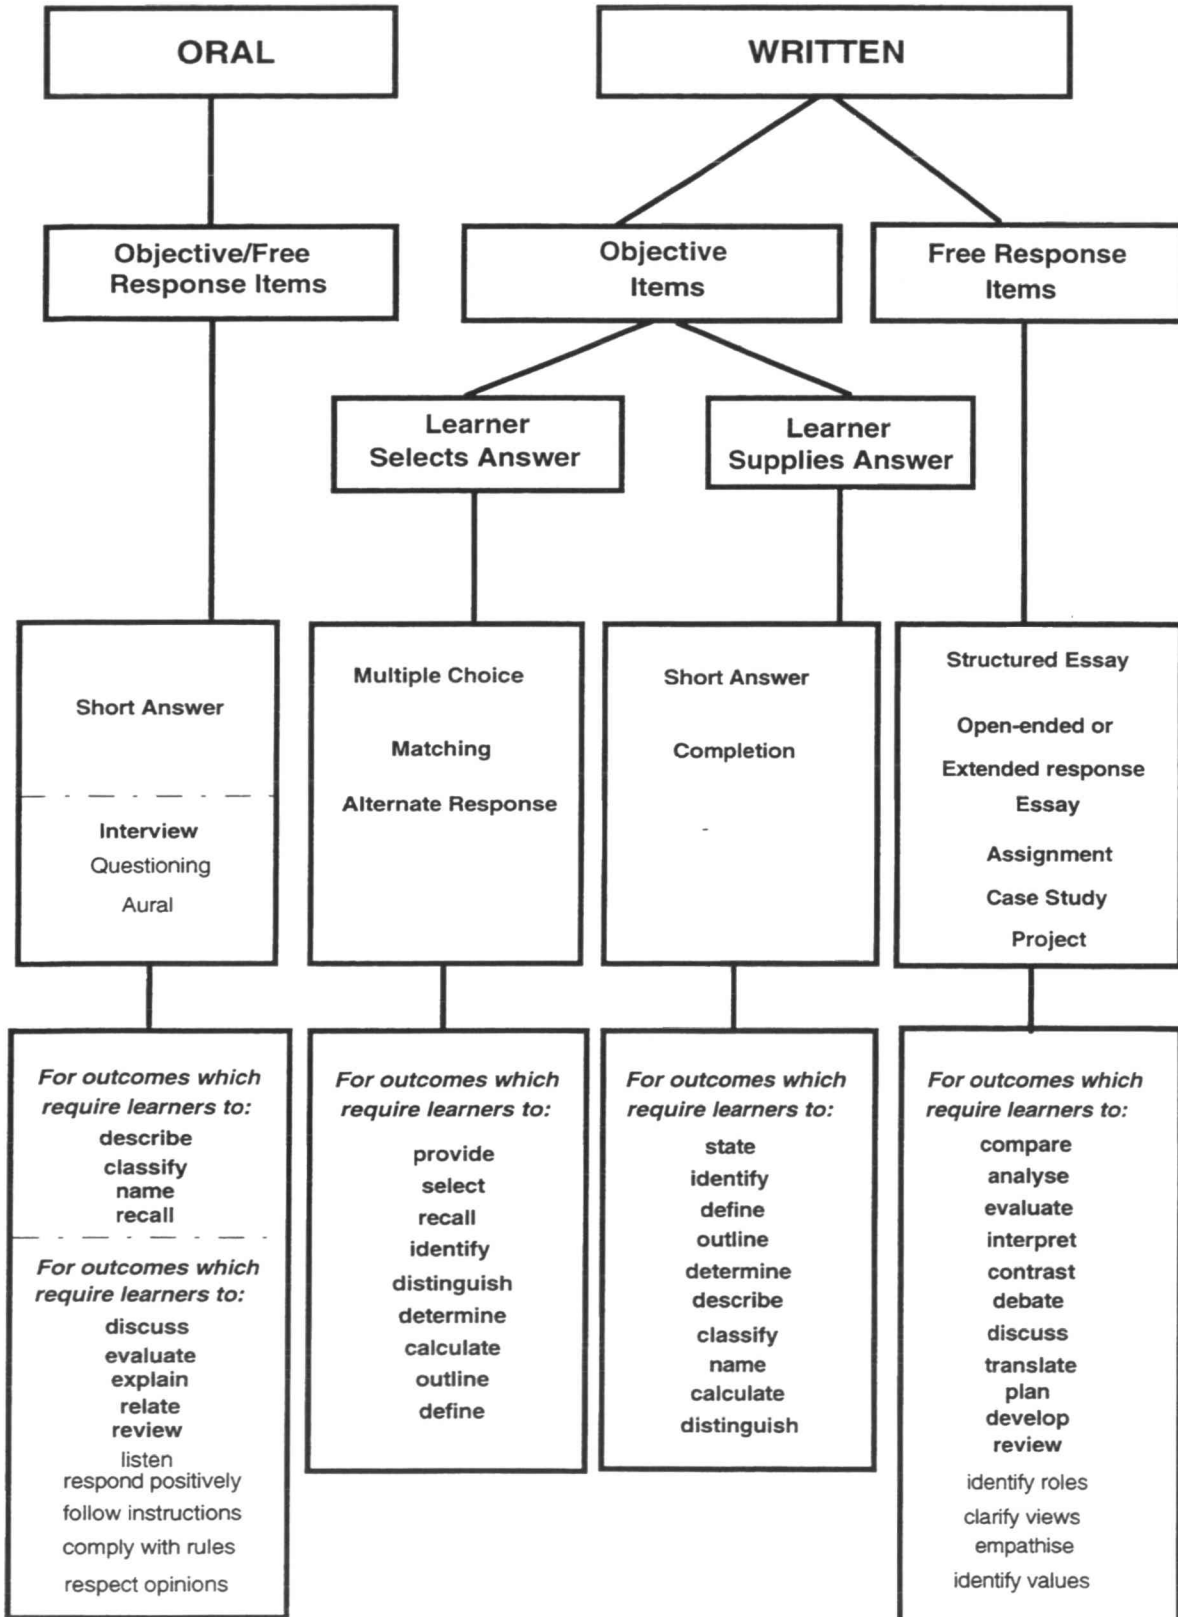 ORAL
WRITTEN
Objective/Free
Response Items
Objective
Items
Free Response
Items
Learner
Selects Answer
Learner
Supplies Answer
Short Answer
Interview
Questioning
Aural
Multiple Choice
Matching
Alternate Response
Short Answer
Completion
Structured Essay
Open-ended or
Extended response
Essay
Assignment
Case Study
Project
For outcomes which
require learners to:
describe
classify
name
recall
For outcomes which
require learners to:
discuss
evaluate
explain
relate
review
listen
respond positively
follow instructions
comply with rules
respect opinions
For outcomes which
require learners to:
provide
select
recall
identify
distinguish
determine
calculate
outline
define
For outcomes which
require learners to:
state
identify
define
outline
determine
describe
classify
name
calculate
distinguish
For outcomes which
require learners to:
compare
analyse
evaluate
interpret
contrast
debate
discuss
translate
plan
develop
review
identify roles
clarify views
empathise
identify values